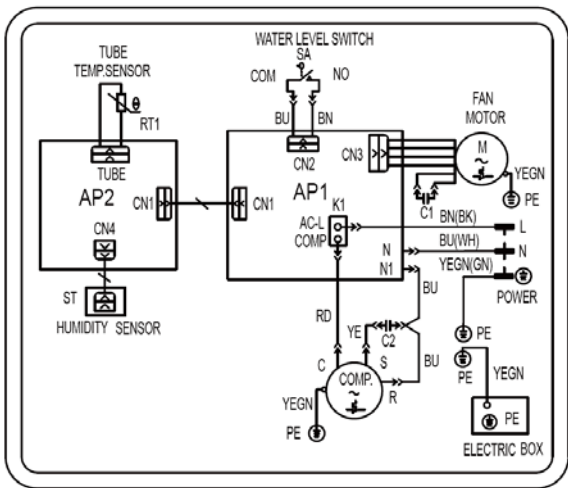 WATER LEVEL SWITCH
SA
COM
NO
BU
BN
TUBE
TEMP.SENSOR
θ
RT1
TUBE
AP2
CN1
CN4
ST
HUMIDITY SENSOR
CN2
CN3
AP1
CN1
K1
AC-L
COMP
N
N1
FAN
MOTOR
M
~
YEGN
PE
C1
BN(BK)
L
BU(WH)
N
YEGN(GN)
POWER
PE
BU
RD
YE
C2
C
S
BU
COMP.
~
R
YEGN
PE
PE
YEGN
PE
ELECTRIC BOX